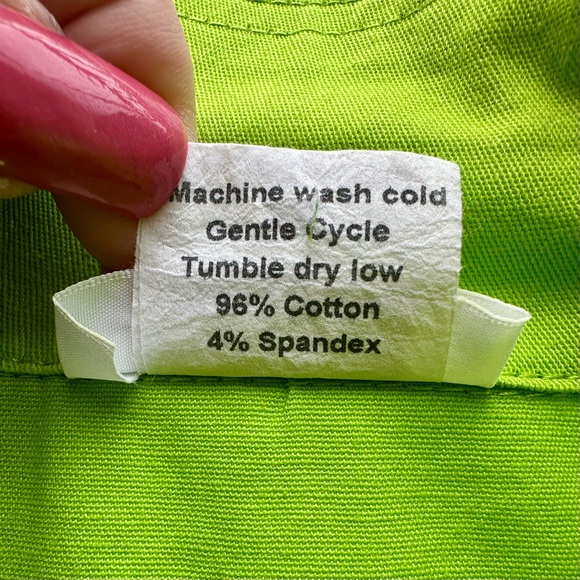 Machine wash cold
Gentle Cycle
Tumble dry low
96% Cotton
4% Spandex